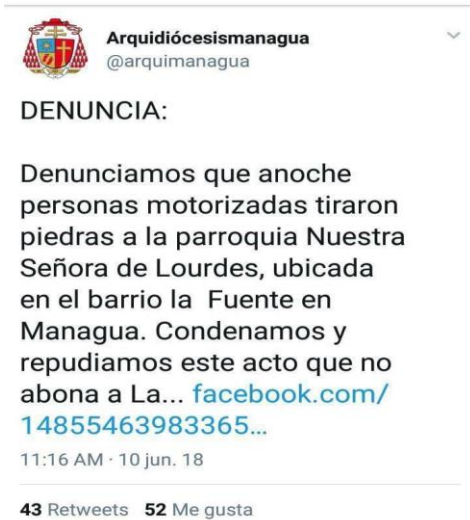 Arquidiócesismanagua
@arquimanagua
DENUNCIA:
Denunciamos que anoche
personas motorizadas tiraron
piedras a la parroquia Nuestra
Señora de Lourdes, ubicada
en el barrio la Fuente en
Managua. Condenamos y
repudiamos este acto que no
abona a La... facebook.com/
14855463983365...
11:16 AM · 10 jun. 18
43 Retweets 52 Me gusta